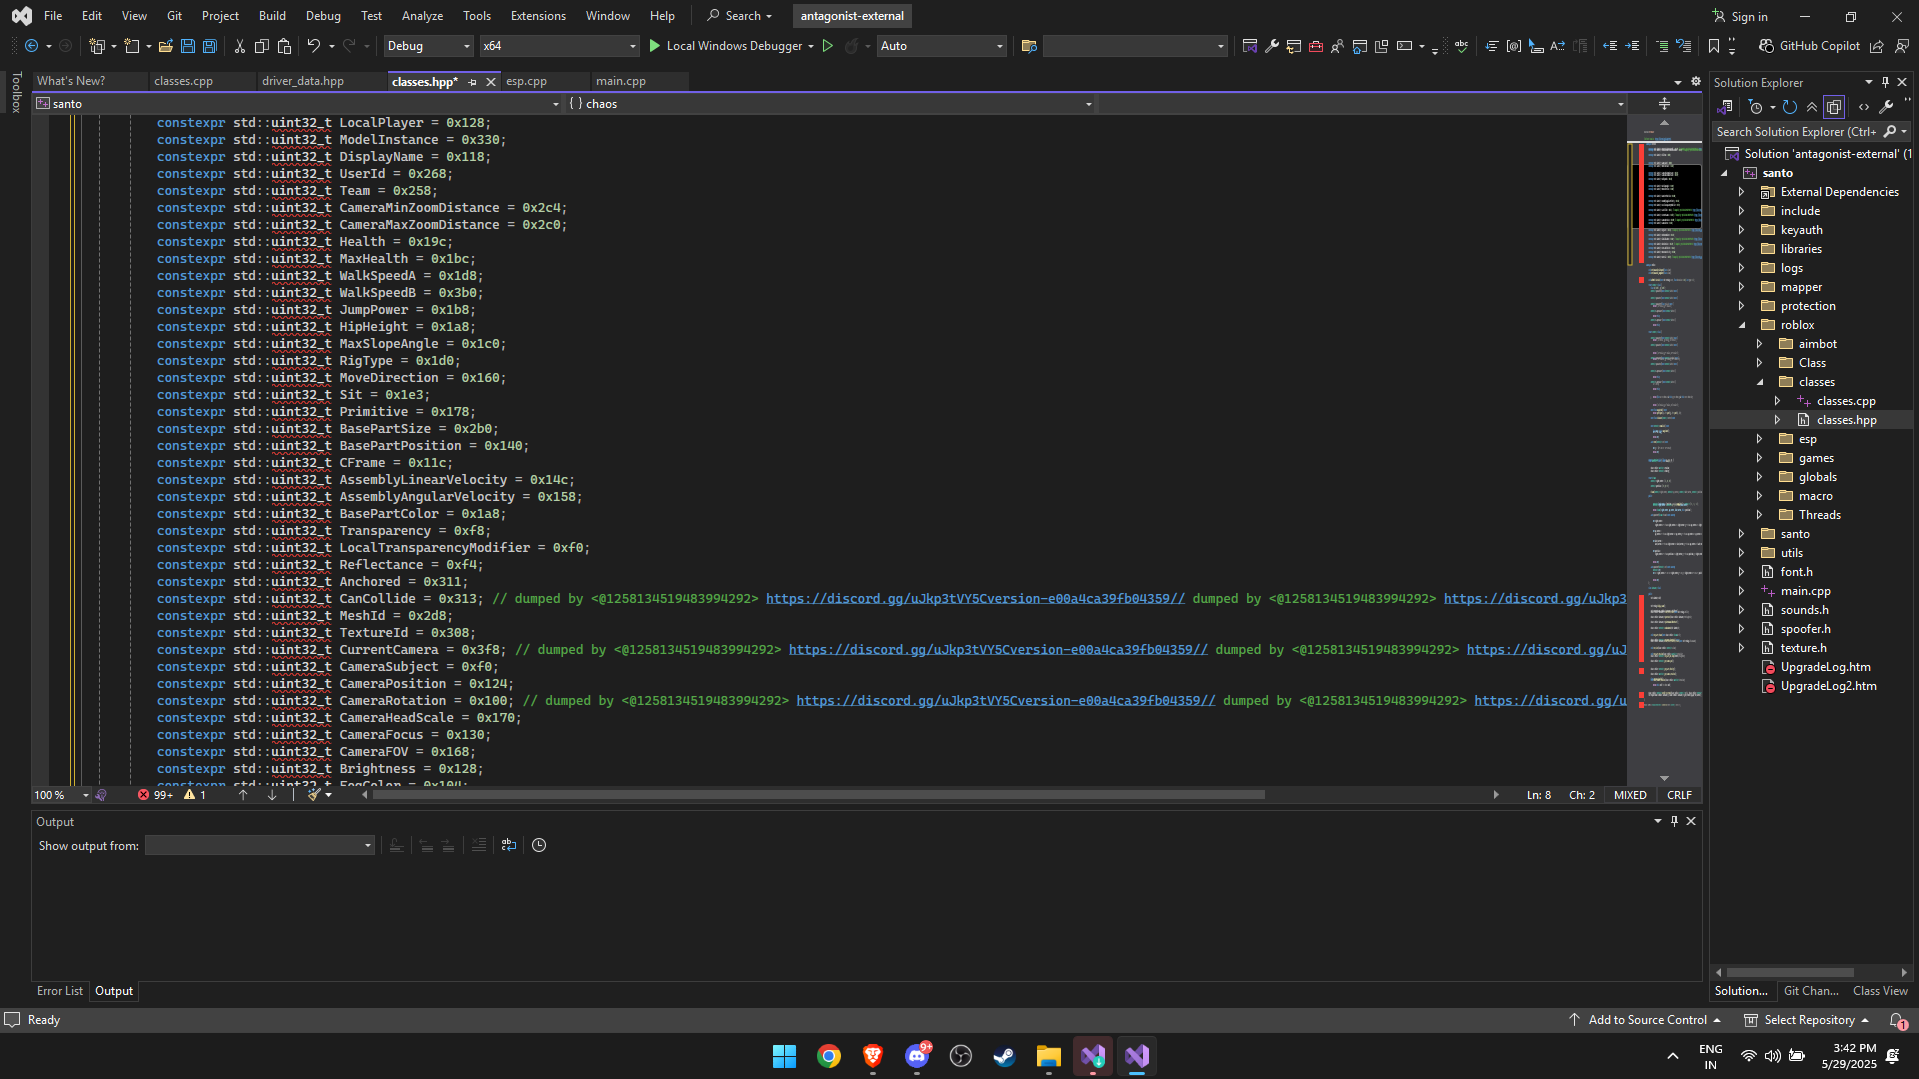 File Edit View Git Project Build Debug Test Analyze Tools Extensions Window Help Search antagonist-external Sign in
Debug x64 Local Windows Debugger Auto GitHub Copilot
Toolbox
What's New? classes.cpp driver_data.hpp classes.hpp* esp.cpp main.cpp
santo { } chaos
constexpr std::uint32_t LocalPlayer = 0x128;
constexpr std::uint32_t ModelInstance = 0x330;
constexpr std::uint32_t DisplayName = 0x118;
constexpr std::uint32_t UserId = 0x268;
constexpr std::uint32_t Team = 0x258;
constexpr std::uint32_t CameraMinZoomDistance = 0x2c4;
constexpr std::uint32_t CameraMaxZoomDistance = 0x2c0;
constexpr std::uint32_t Health = 0x19c;
constexpr std::uint32_t MaxHealth = 0x1bc;
constexpr std::uint32_t WalkSpeedA = 0x1d8;
constexpr std::uint32_t WalkSpeedB = 0x3b0;
constexpr std::uint32_t JumpPower = 0x1b8;
constexpr std::uint32_t HipHeight = 0x1a8;
constexpr std::uint32_t MaxSlopeAngle = 0x1c0;
constexpr std::uint32_t RigType = 0x1d0;
constexpr std::uint32_t MoveDirection = 0x160;
constexpr std::uint32_t Sit = 0x1e3;
constexpr std::uint32_t Primitive = 0x178;
constexpr std::uint32_t BasePartSize = 0x2b0;
constexpr std::uint32_t BasePartPosition = 0x140;
constexpr std::uint32_t CFrame = 0x11c;
constexpr std::uint32_t AssemblyLinearVelocity = 0x14c;
constexpr std::uint32_t AssemblyAngularVelocity = 0x158;
constexpr std::uint32_t BasePartColor = 0x1a8;
constexpr std::uint32_t Transparency = 0xf8;
constexpr std::uint32_t LocalTransparencyModifier = 0xf0;
constexpr std::uint32_t Reflectance = 0xf4;
constexpr std::uint32_t Anchored = 0x311;
constexpr std::uint32_t CanCollide = 0x313; // dumped by <@1258134519483994292> https://discord.gg/uJkp3tVY5Cversion-e00a4ca39fb04359// dumped by <@1258134519483994292> https://discord.gg/uJkp3
constexpr std::uint32_t MeshId = 0x2d8;
constexpr std::uint32_t TextureId = 0x308;
constexpr std::uint32_t CurrentCamera = 0x3f8; // dumped by <@1258134519483994292> https://discord.gg/uJkp3tVY5Cversion-e00a4ca39fb04359// dumped by <@1258134519483994292> https://discord.gg/uJ
constexpr std::uint32_t CameraSubject = 0xf0;
constexpr std::uint32_t CameraPosition = 0x124;
constexpr std::uint32_t CameraRotation = 0x100; // dumped by <@1258134519483994292> https://discord.gg/uJkp3tVY5Cversion-e00a4ca39fb04359// dumped by <@1258134519483994292> https://discord.gg/u
constexpr std::uint32_t CameraHeadScale = 0x170;
constexpr std::uint32_t CameraFocus = 0x130;
constexpr std::uint32_t CameraFOV = 0x168;
constexpr std::uint32_t Brightness = 0x128;
constexpr std::uint32_t FogColor = 0x104;
100 % 99+ 1 Ln: 8 Ch: 2 MIXED CRLF
Output
Show output from:
Error List Output
Solution Explorer
Search Solution Explorer (Ctrl+
Solution 'antagonist-external' (1
santo
External Dependencies
include
keyauth
libraries
logs
mapper
protection
roblox
aimbot
Class
classes
classes.cpp
classes.hpp
esp
games
globals
macro
Threads
santo
utils
font.h
main.cpp
sounds.h
spoofer.h
texture.h
UpgradeLog.htm
UpgradeLog2.htm
Solution... Git Chan... Class View
Ready Add to Source Control Select Repository 1
9+ ENG IN 3:42 PM 5/29/2025